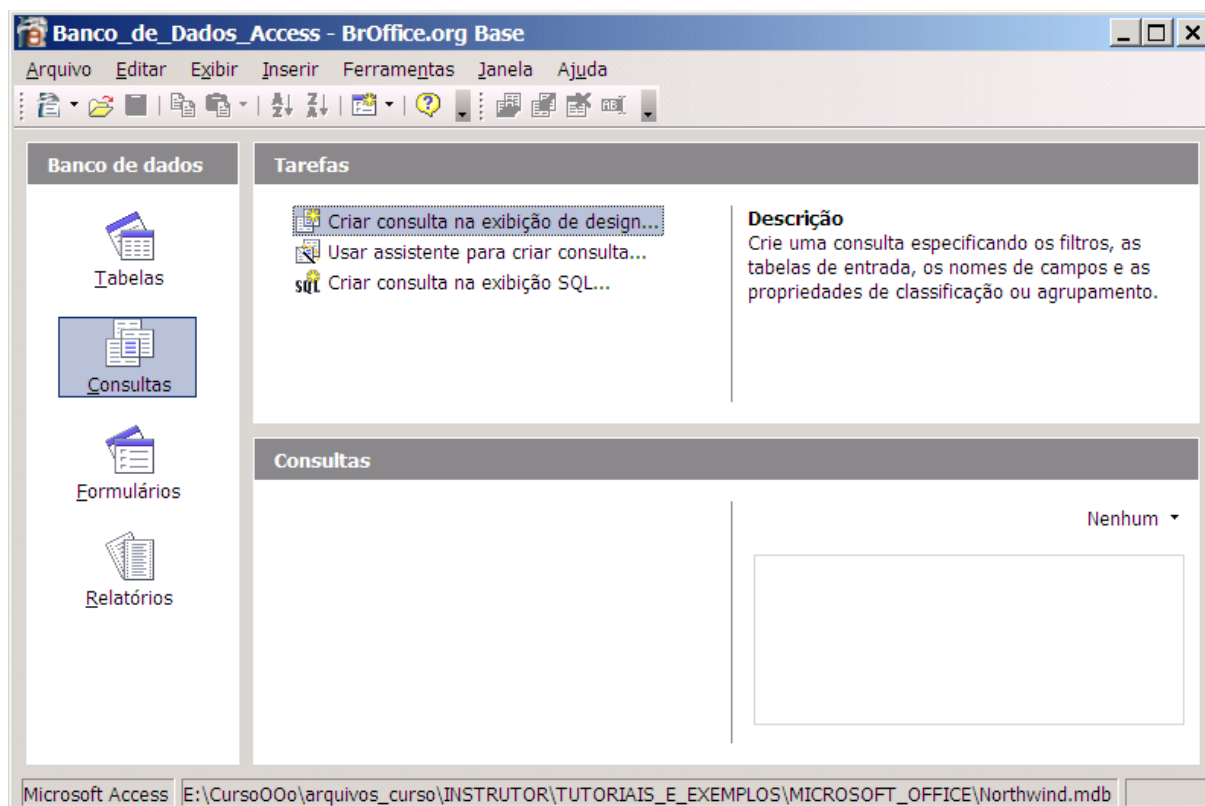 Banco_de_Dados_Access - BrOffice.org Base
Arquivo Editar Exibir Inserir Ferramentas Janela Ajuda
Banco de dados
Tabelas
Consultas
Formulários
Relatórios
Tarefas
Criar consulta na exibição de design...
Usar assistente para criar consulta...
SQL Criar consulta na exibição SQL...
Descrição
Crie uma consulta especificando os filtros, as
tabelas de entrada, os nomes de campos e as
propriedades de classificação ou agrupamento.
Consultas
Nenhum
Microsoft Access E:\CursoOOo\arquivos_curso\INSTRUTOR\TUTORIAIS_E_EXEMPLOS\MICROSOFT_OFFICE\Northwind.mdb